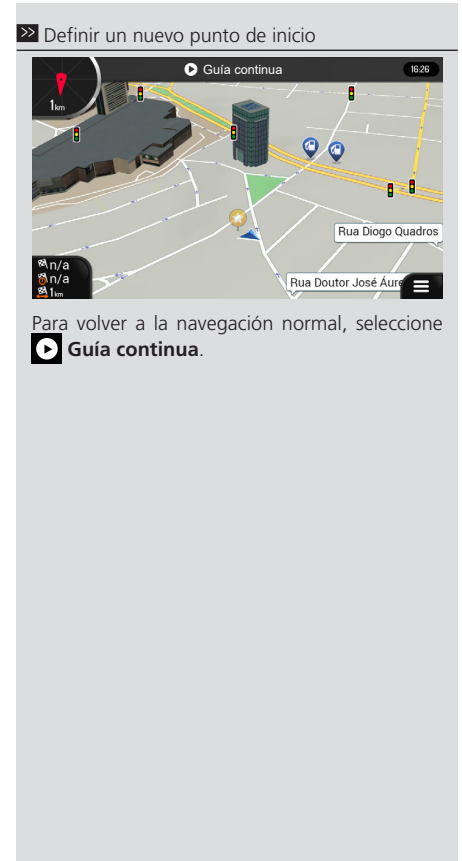 >> Definir un nuevo punto de inicio
Guía continua
16:26
1km
Rua Diogo Quadros
n/a
n/a
1km
Rua Doutor José Áure
Para volver a la navegación normal, seleccione
Guía continua.